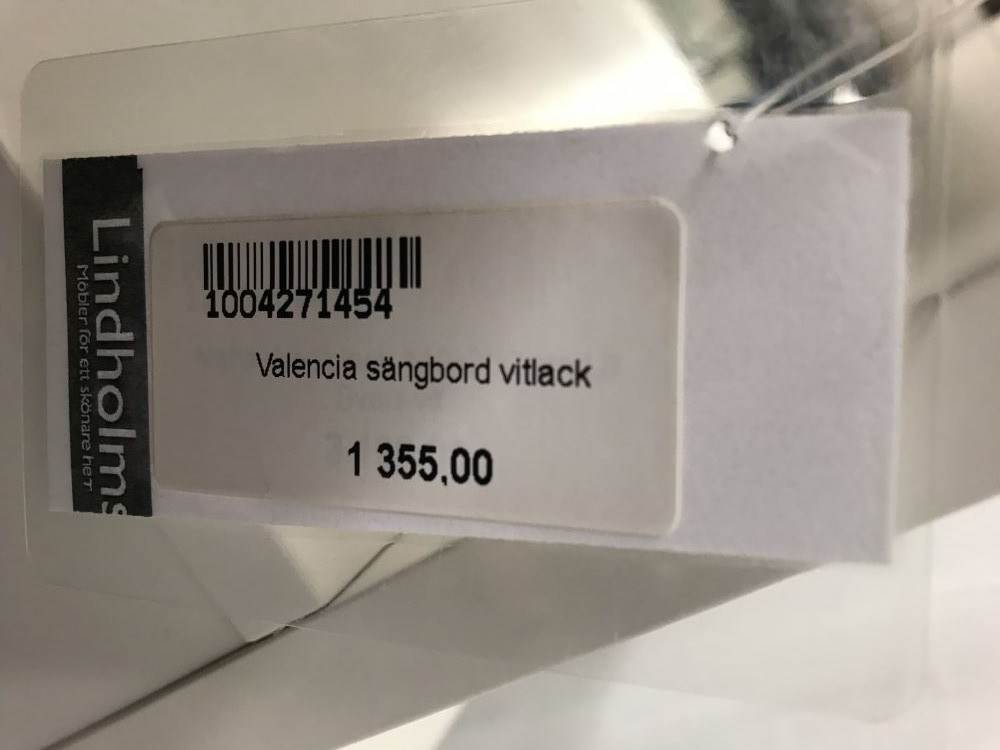 Lindholms
Möbler för ett skönare hem
1004271454
Valencia sängbord vitlack
1 355,00